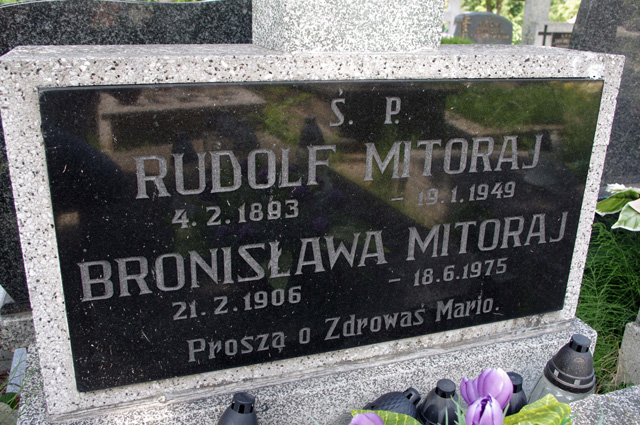 Ś. P.
RUDOLF MITORAJ
4.2.1893 - 19.1.1949
BRONISŁAWA MITORAJ
21.2.1906 - 18.6.1975
Proszą o Zdrowaś Mario.